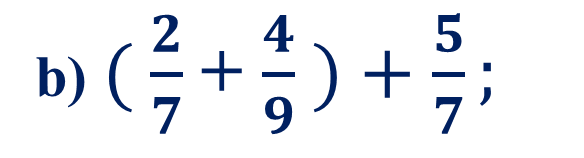 b) (2/7 + 4/9) + 5/7;